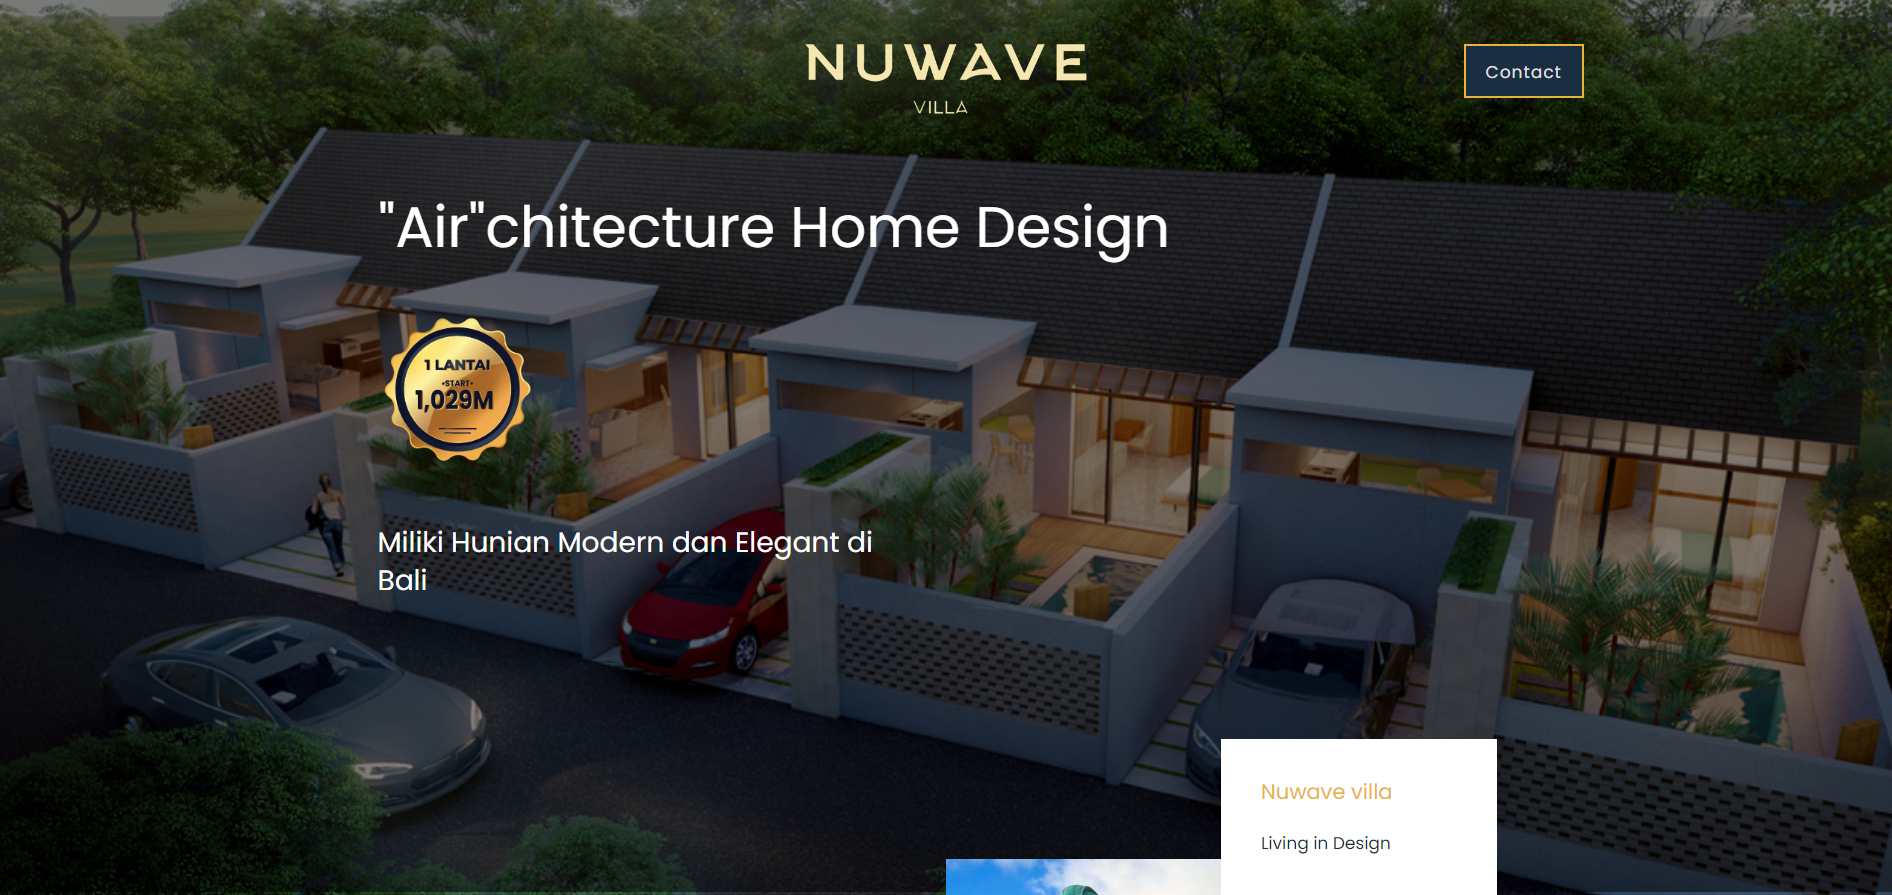 NUWAVE
VILLA
Contact
"Air"chitecture Home Design
1 LANTAI
•START•
1,029M
Miliki Hunian Modern dan Elegant di
Bali
Nuwave villa
Living in Design